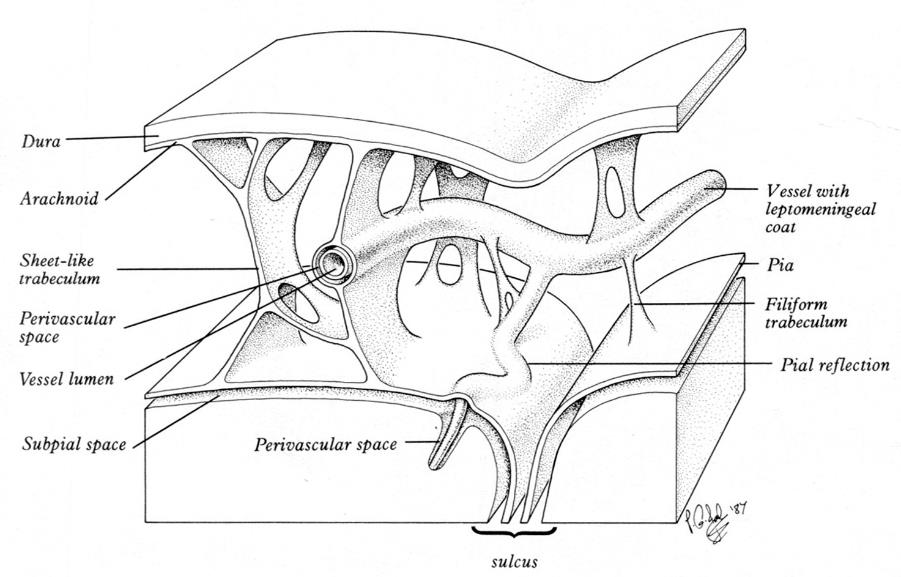 Dura
Arachnoid
Sheet-like
trabeculum
Perivascular
space
Vessel lumen
Subpial space
Perivascular space
sulcus
Vessel with
leptomeningeal
coat
Pia
Filiform
trabeculum
Pial reflection
'87